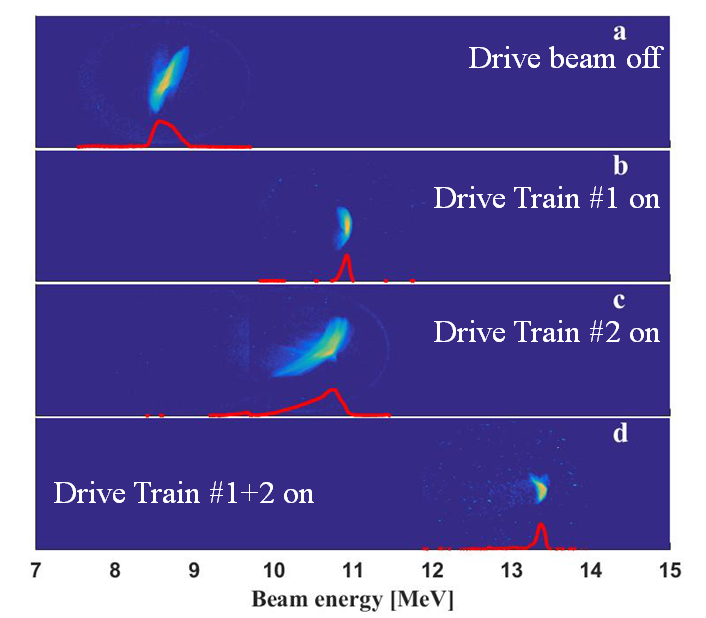 a
Drive beam off
b
Drive Train #1 on
c
Drive Train #2 on
d
Drive Train #1+2 on
7 8 9 10 11 12 13 14 15
Beam energy [MeV]